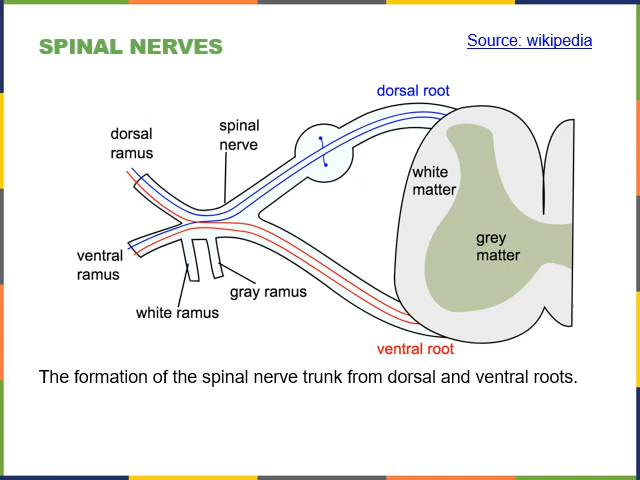 SPINAL NERVES
Source: wikipedia
dorsal root
dorsal
ramus
spinal
nerve
white
matter
grey
matter
ventral
ramus
gray ramus
white ramus
ventral root
The formation of the spinal nerve trunk from dorsal and ventral roots.